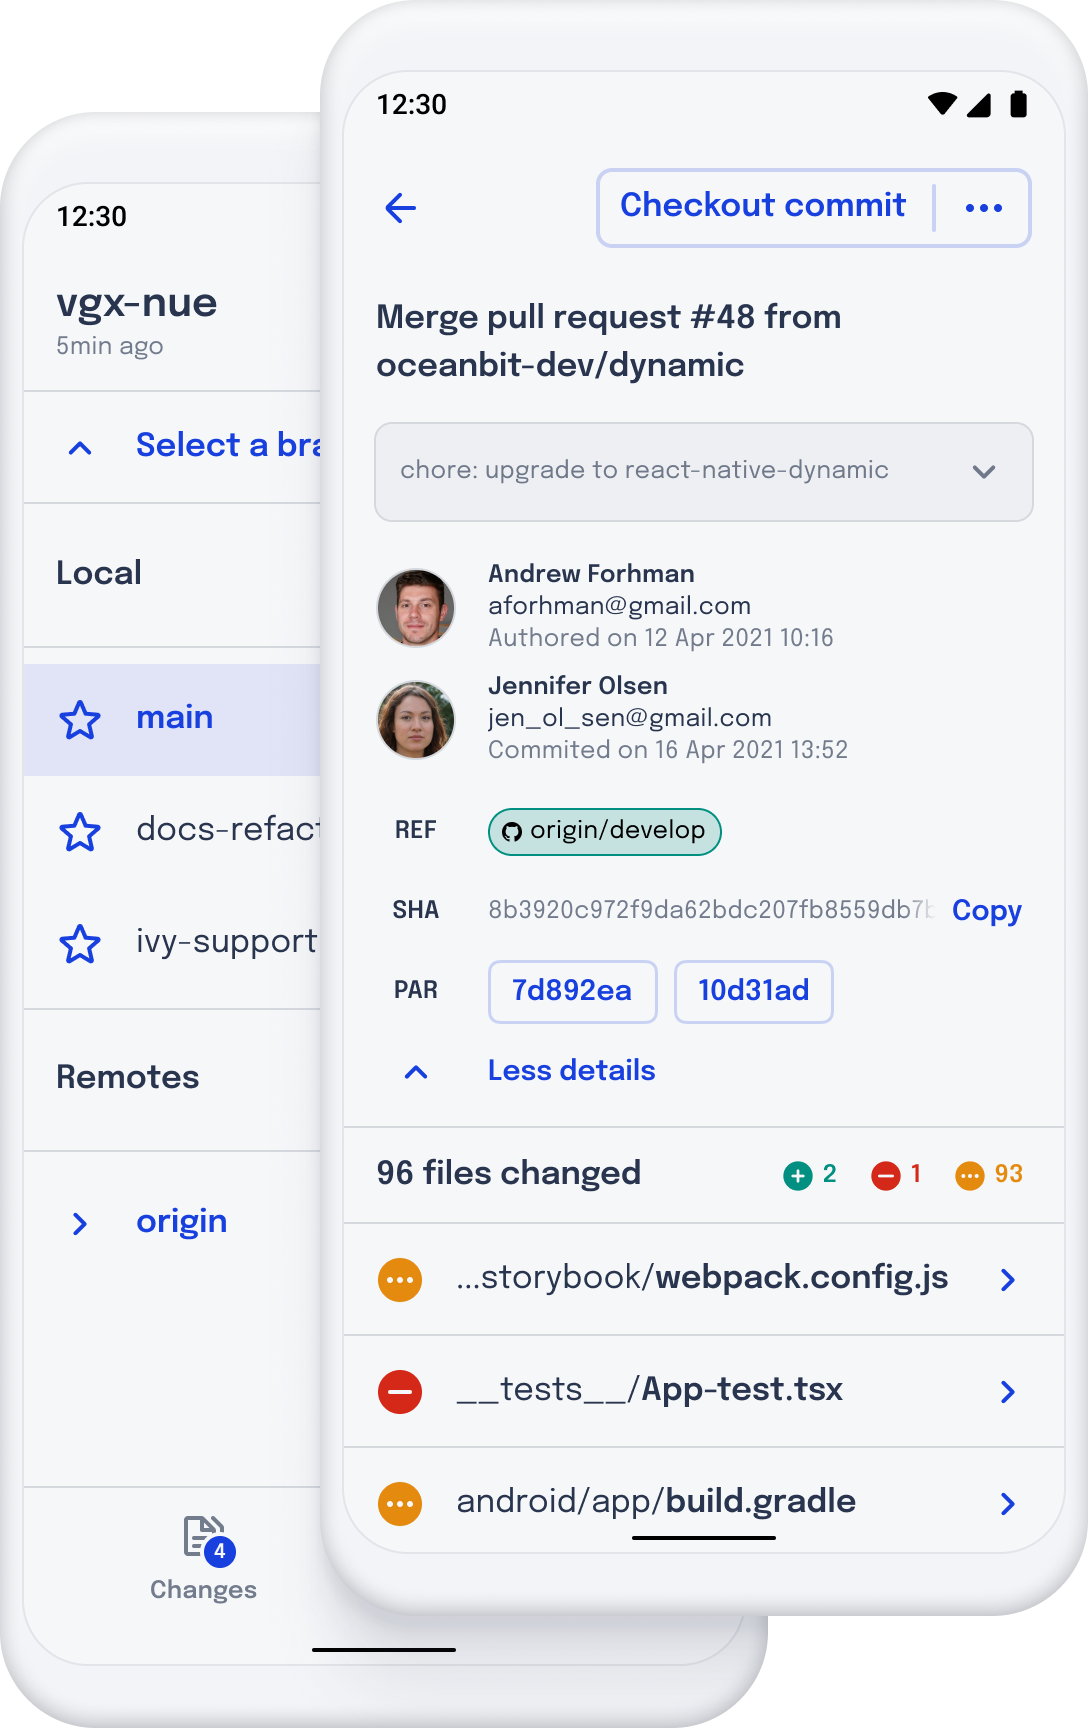 12:30
vgx-nue
5min ago
Select a bra
Local
main
docs-refact
ivy-support
Remotes
origin
4
Changes
12:30
Checkout commit
Merge pull request #48 from
oceanbit-dev/dynamic
chore: upgrade to react-native-dynamic
Andrew Forhman
aforhman@gmail.com
Authored on 12 Apr 2021 10:16
Jennifer Olsen
jen_ol_sen@gmail.com
Commited on 16 Apr 2021 13:52
REF origin/develop
SHA 8b3920c972f9da62bdc207fb8559db7b Copy
PAR 7d892ea 10d31ad
Less details
96 files changed 2 1 93
...storybook/webpack.config.js
__tests__/App-test.tsx
android/app/build.gradle